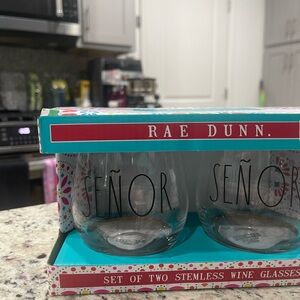 RAE DUNN.
SEÑOR SEÑOR
SET OF TWO STEMLESS WINE GLASSES